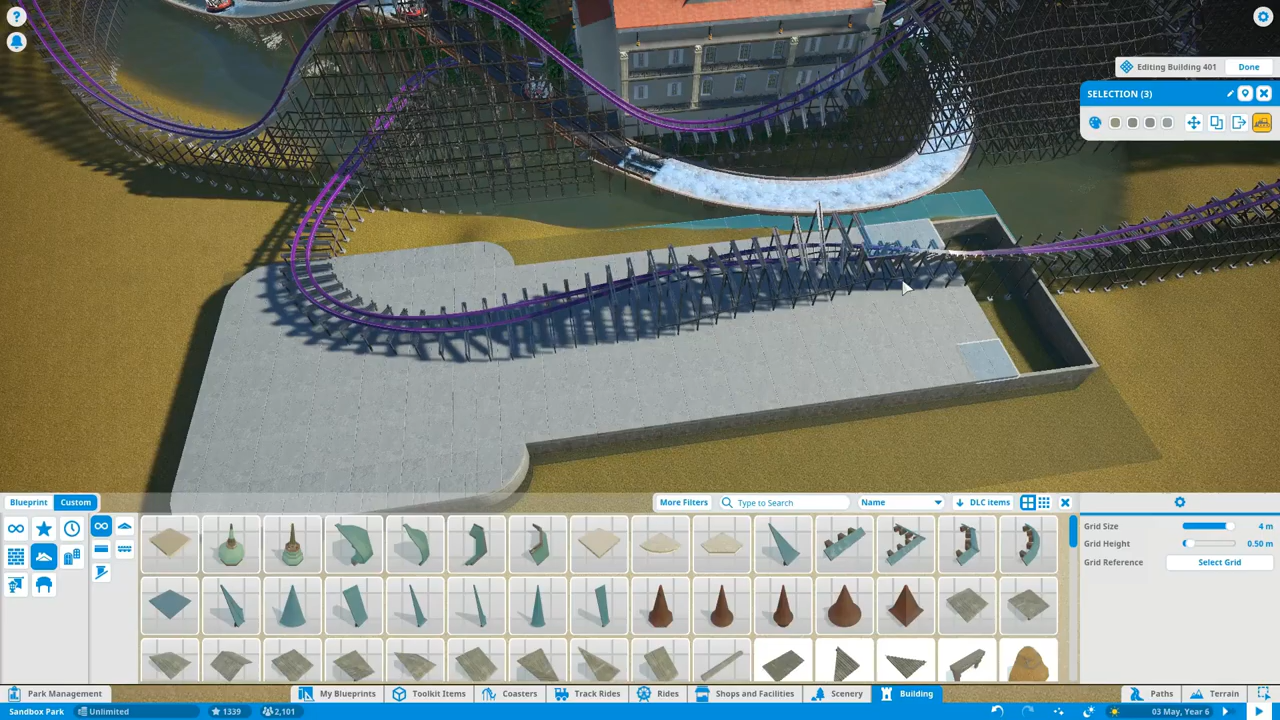 ?
Editing Building 401 Done
SELECTION (3)
Blueprint Custom
More Filters Type to Search Name DLC items
Grid Size 4 m
Grid Height 0.50 m
Grid Reference Select Grid
Park Management My Blueprints Toolkit Items Coasters Track Rides Rides Shops and Facilities Scenery Building Paths Terrain
Sandbox Park Unlimited 1339 2,101 03 May, Year 6